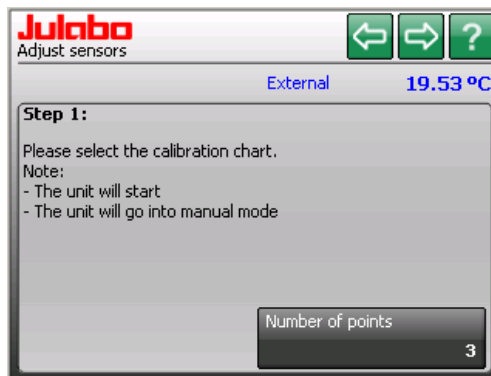 Julabo
Adjust sensors
?
External 19.53 ºC
Step 1:
Please select the calibration chart.
Note:
- The unit will start
- The unit will go into manual mode
Number of points
3